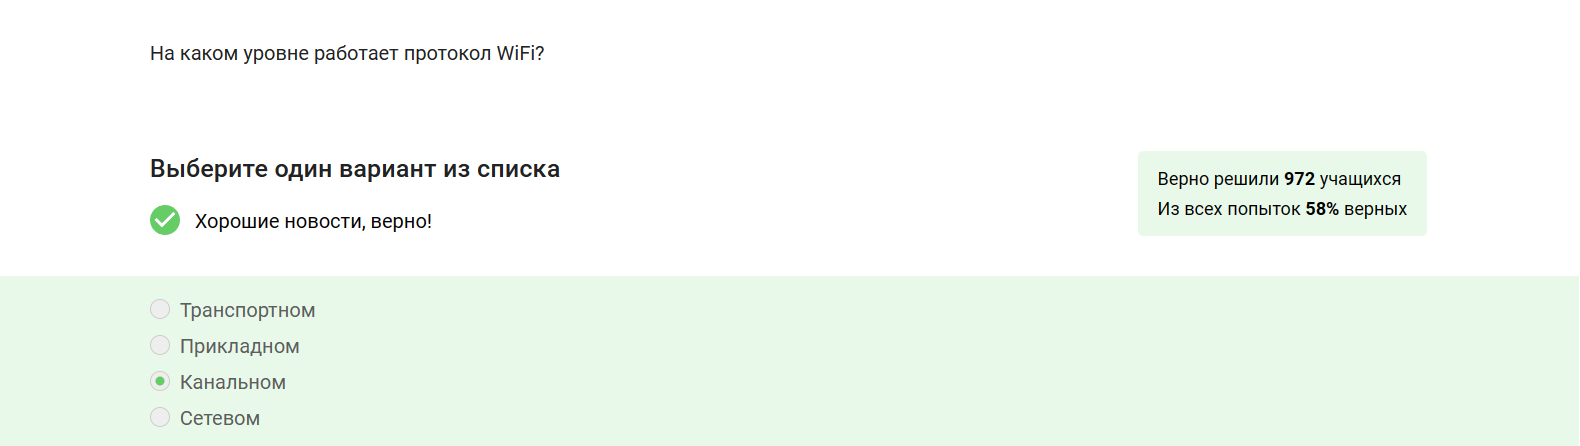 На каком уровне работает протокол WiFi?
Выберите один вариант из списка
Хорошие новости, верно!
Верно решили 972 учащихся
Из всех попыток 58% верных
Транспортном
Прикладном
Канальном
Сетевом